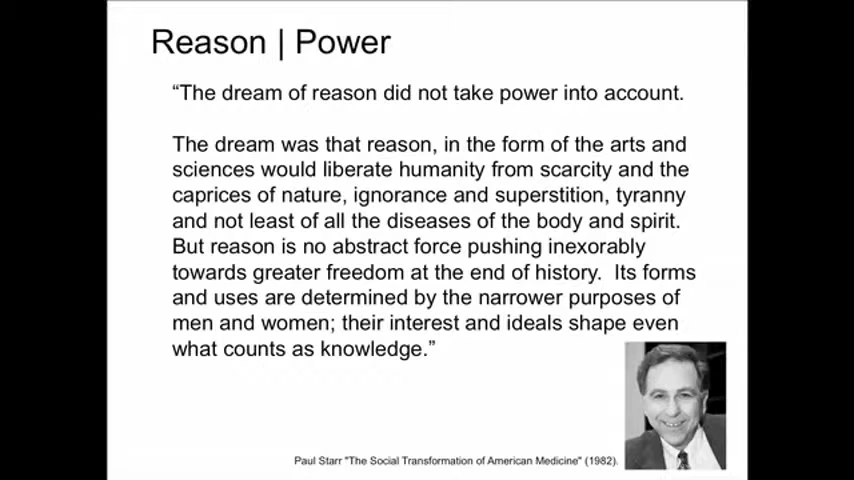 Reason | Power
“The dream of reason did not take power into account.
The dream was that reason, in the form of the arts and
sciences would liberate humanity from scarcity and the
caprices of nature, ignorance and superstition, tyranny
and not least of all the diseases of the body and spirit.
But reason is no abstract force pushing inexorably
towards greater freedom at the end of history.  Its forms
and uses are determined by the narrower purposes of
men and women; their interest and ideals shape even
what counts as knowledge.”
Paul Starr "The Social Transformation of American Medicine" (1982).